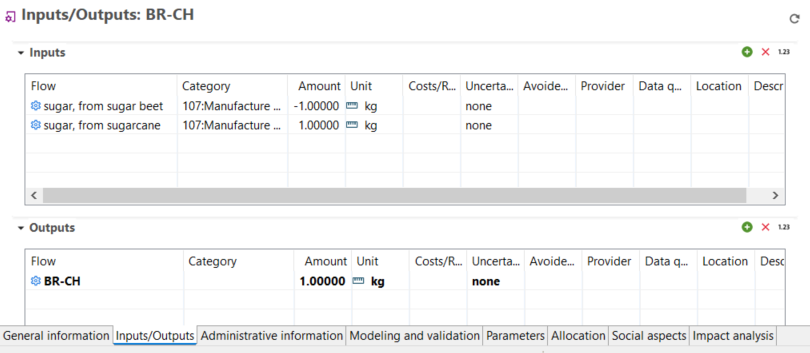 Inputs/Outputs: BR-CH
Inputs
1.23
Flow Category Amount Unit Costs/R... Uncerta... Avoide... Provider Data q... Location Descr
sugar, from sugar beet 107:Manufacture ... -1.00000 kg none
sugar, from sugarcane 107:Manufacture ... 1.00000 kg none
Outputs
1.23
Flow Category Amount Unit Costs/R... Uncerta... Avoide... Provider Data q... Location Desc
BR-CH 1.00000 kg none
General information Inputs/Outputs Administrative information Modeling and validation Parameters Allocation Social aspects Impact analysis